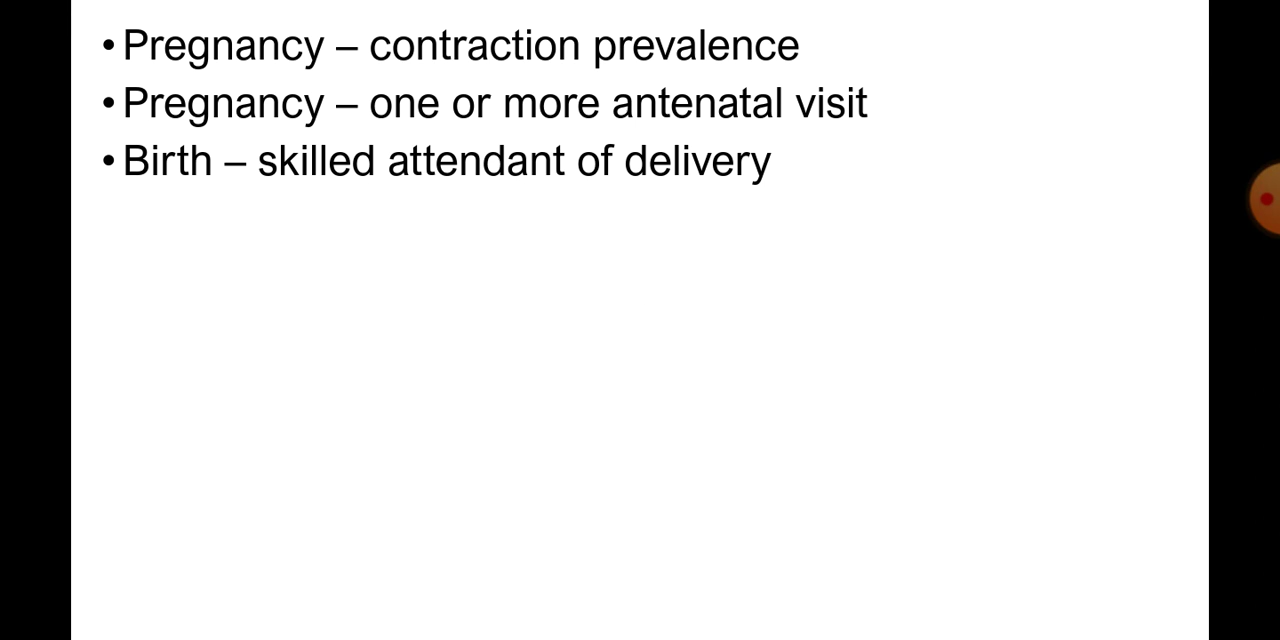 • Pregnancy – contraction prevalence
• Pregnancy – one or more antenatal visit
• Birth – skilled attendant of delivery